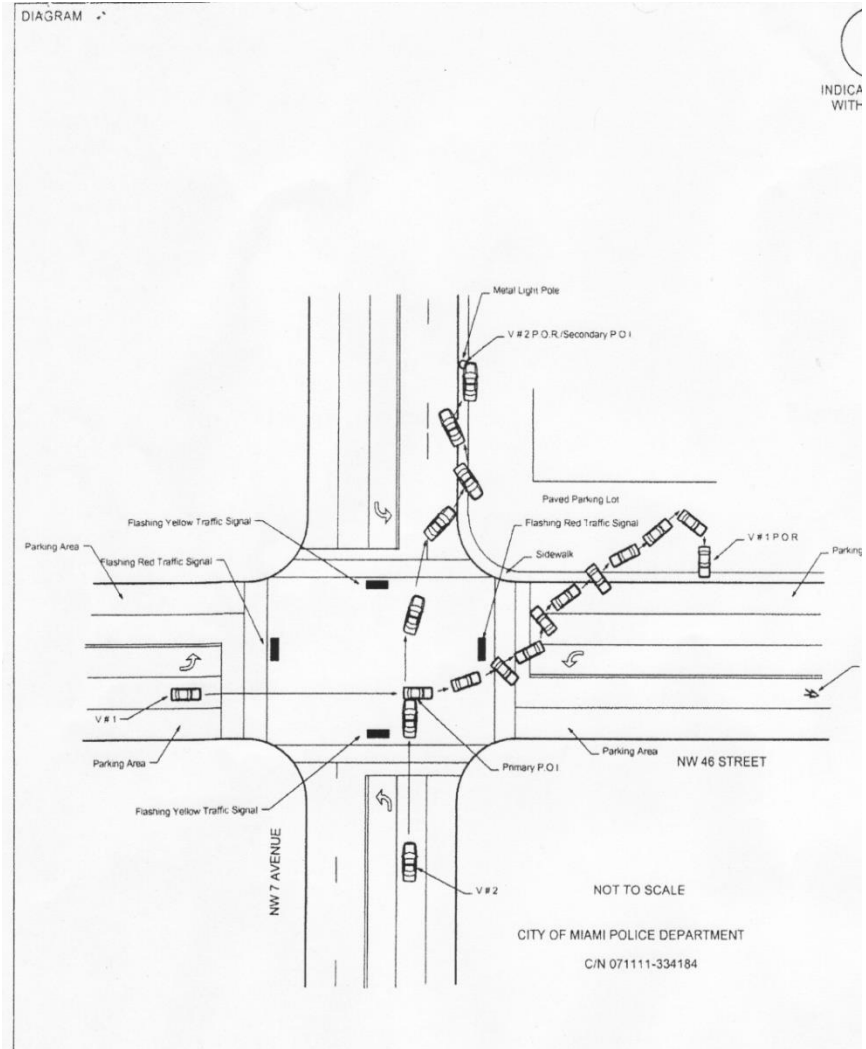 DIAGRAM
INDICA
WITH
Metal Light Pole
V # 2 P.O.R./Secondary P.O.I.
Paved Parking Lot
Flashing Yellow Traffic Signal
Flashing Red Traffic Signal
Parking Area
Flashing Red Traffic Signal
Sidewalk
V # 1 P.O.R
Parking
V # 1
Parking Area
Primary P.O.I
Parking Area
NW 46 STREET
Flashing Yellow Traffic Signal
NW 7 AVENUE
V # 2
NOT TO SCALE
CITY OF MIAMI POLICE DEPARTMENT
C/N 071111-334184